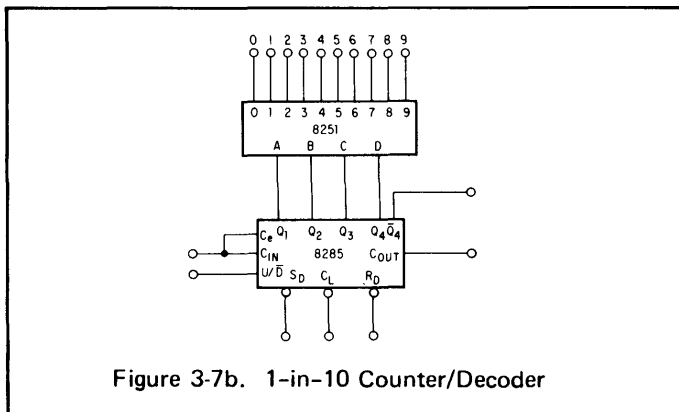 0 1 2 3 4 5 6 7 8 9
0 1 2 3 4 5 6 7 8 9
8251
A B C D
Ce Q1 Q2 Q3 Q4 Q̅4
CIN 8285 COUT
U/D̅ SD CL RD
Figure 3-7b. 1-in-10 Counter/Decoder